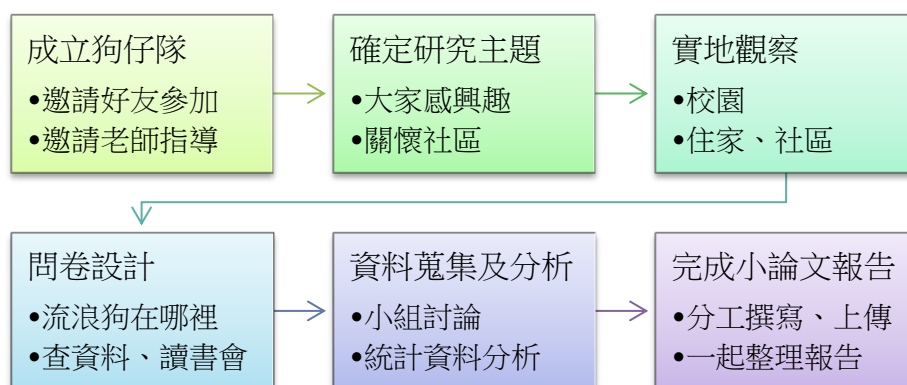 成立狗仔隊
•邀請好友參加
•邀請老師指導
確定研究主題
•大家感興趣
•關懷社區
實地觀察
•校園
•住家、社區
問卷設計
•流浪狗在哪裡
•查資料、讀書會
資料蒐集及分析
•小組討論
•統計資料分析
完成小論文報告
•分工撰寫、上傳
•一起整理報告